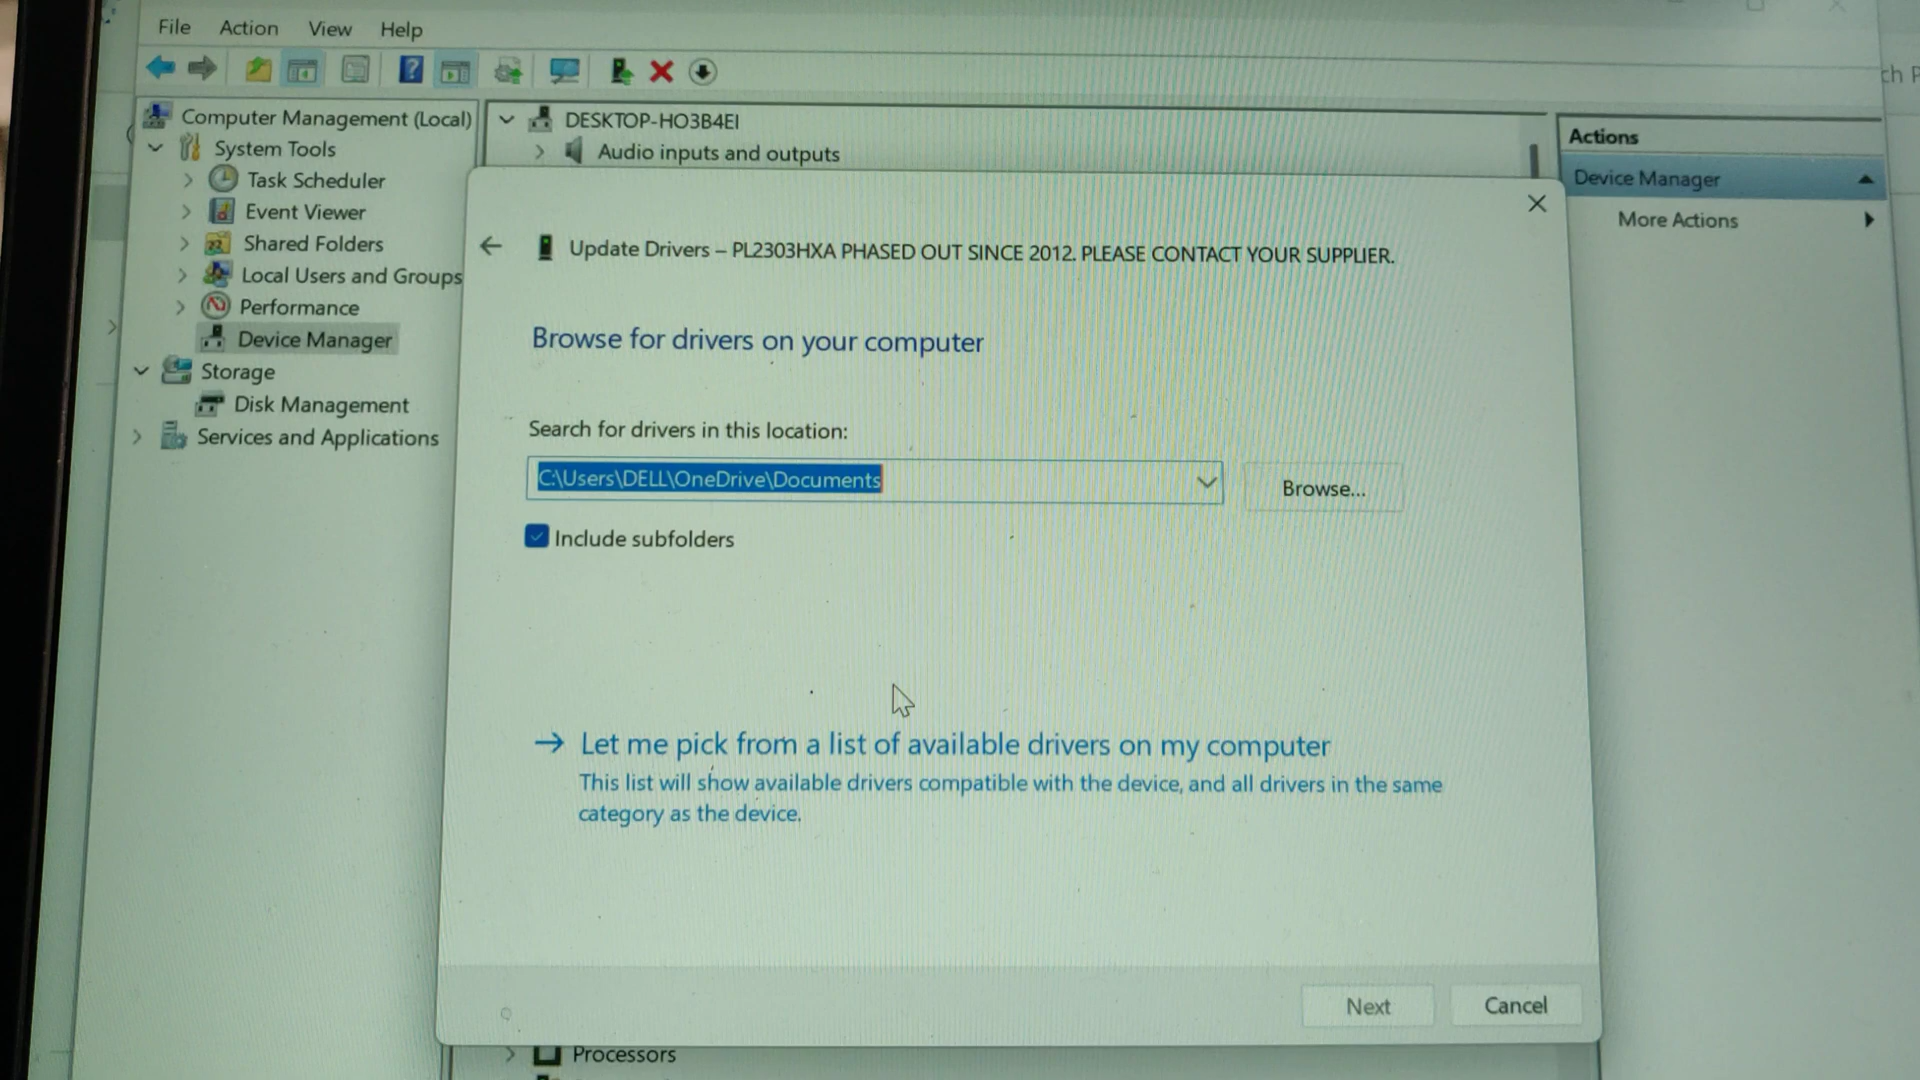 File Action View Help
Computer Management (Local)
System Tools
Task Scheduler
Event Viewer
Shared Folders
Local Users and Groups
Performance
Device Manager
Storage
Disk Management
Services and Applications
DESKTOP-HO3B4EI
Audio inputs and outputs
Actions
Device Manager
More Actions
Update Drivers – PL2303HXA PHASED OUT SINCE 2012. PLEASE CONTACT YOUR SUPPLIER.
Browse for drivers on your computer
Search for drivers in this location:
C:\Users\DELL\OneDrive\Documents
Browse...
Include subfolders
Let me pick from a list of available drivers on my computer
This list will show available drivers compatible with the device, and all drivers in the same
category as the device.
Next
Cancel
Processors